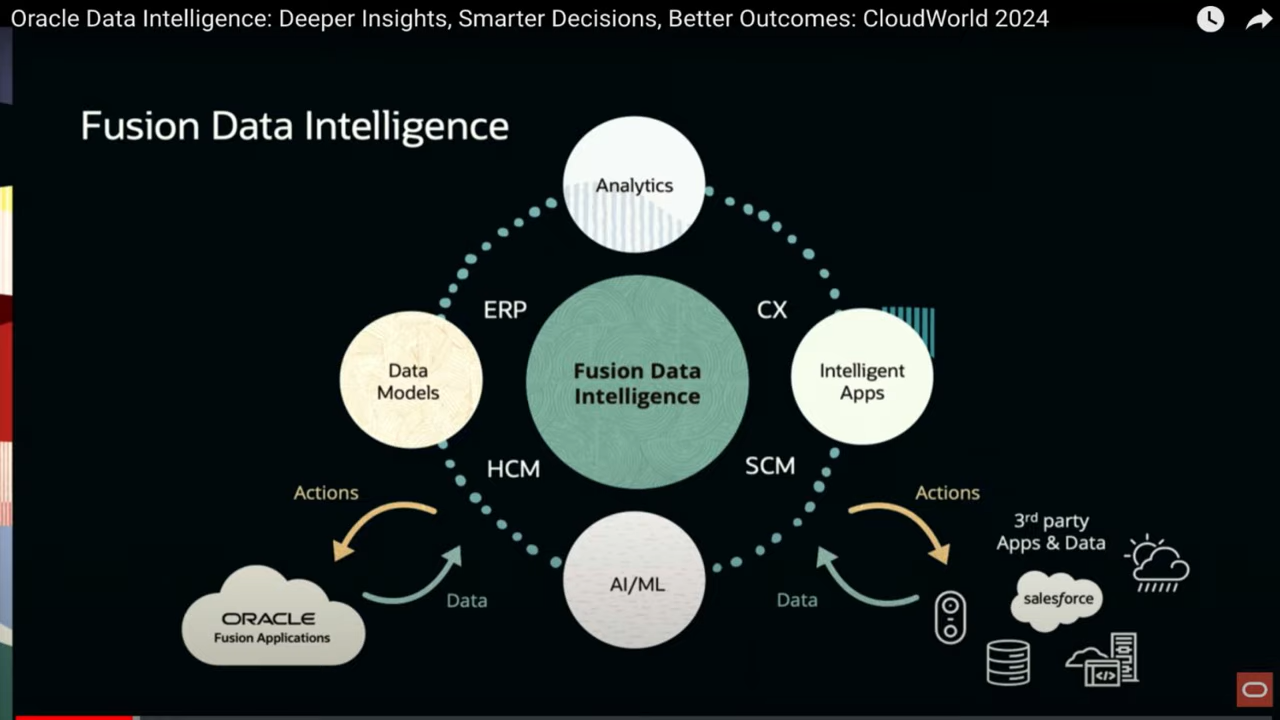 Oracle Data Intelligence: Deeper Insights, Smarter Decisions, Better Outcomes: CloudWorld 2024
Fusion Data Intelligence
Analytics
ERP
CX
Data
Models
Fusion Data
Intelligence
Intelligent
Apps
HCM
SCM
Actions
Actions
3rd party
Apps & Data
AI/ML
Data
Data
salesforce
ORACLE
Fusion Applications
</>